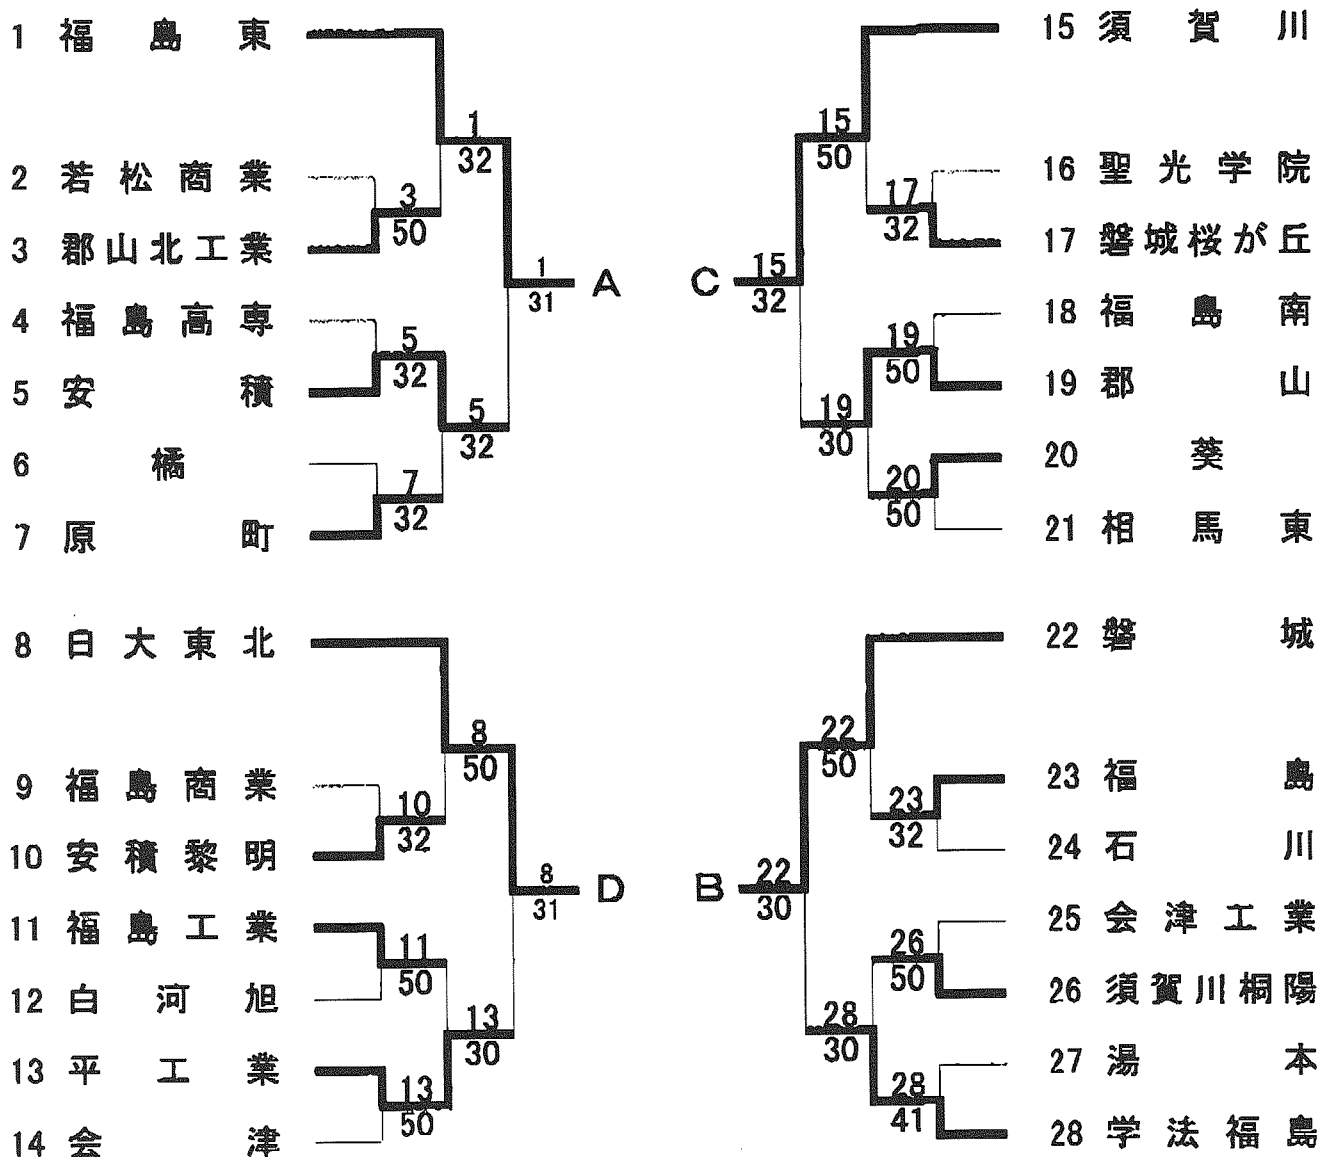 1 福島東
1
32
2 若松商業
3
50
3 郡山北工業
1
31
A
4 福島高専
5
32
5 安積
5
32
6 橘
7
32
7 原町
8 日大東北
8
50
9 福島商業
10
32
10 安積黎明
8
31
D
11 福島工業
11
50
12 白河旭
13
30
13 平工業
13
50
14 会津
15 須賀川
15
50
16 聖光学院
17
32
17 磐城桜が丘
C
15
32
18 福島南
19
50
19 郡山
19
30
20 葵
20
50
21 相馬東
22 磐城
22
50
23 福島
23
32
24 石川
B
22
30
25 会津工業
26
50
26 須賀川桐陽
28
30
27 湯本
28
41
28 学法福島